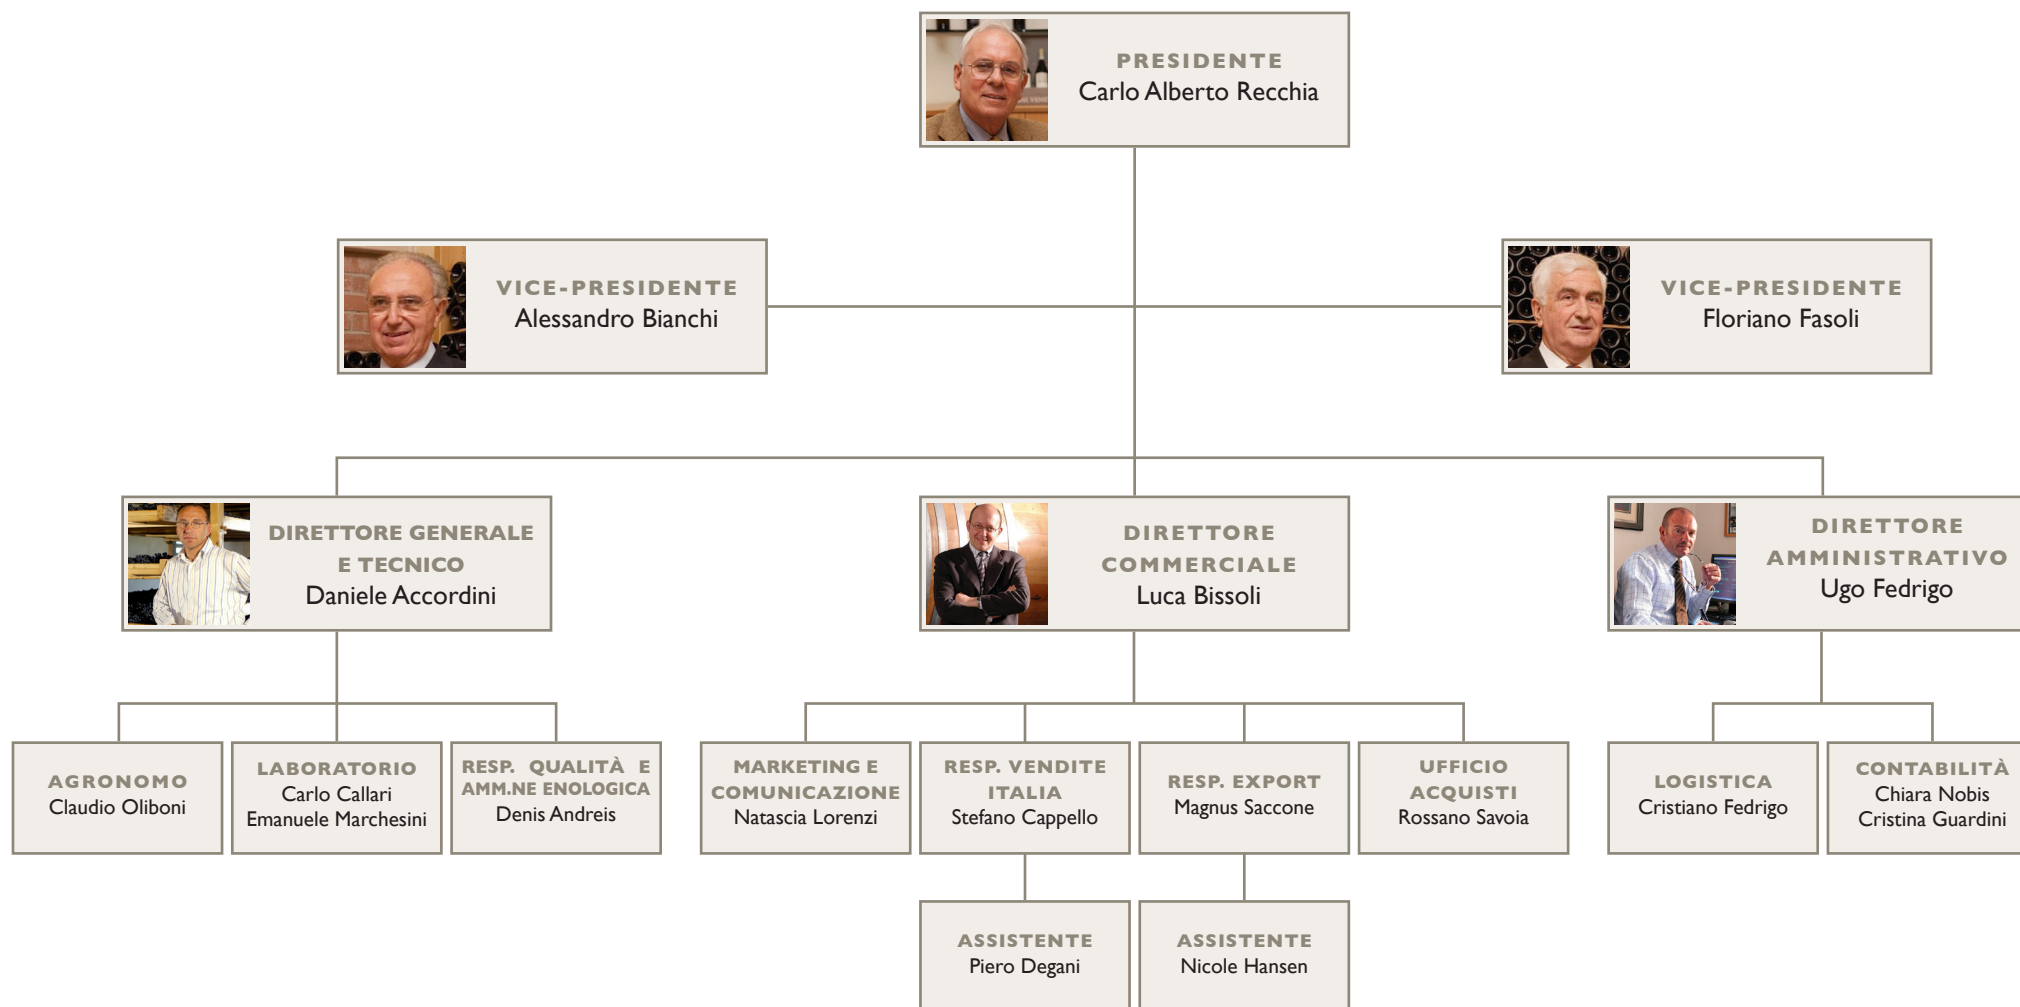 PRESIDENTE
Carlo Alberto Recchia
VICE-PRESIDENTE
Alessandro Bianchi
VICE-PRESIDENTE
Floriano Fasoli
DIRETTORE GENERALE
E TECNICO
Daniele Accordini
DIRETTORE
COMMERCIALE
Luca Bissoli
DIRETTORE
AMMINISTRATIVO
Ugo Fedrigo
AGRONOMO
Claudio Oliboni
LABORATORIO
Carlo Callari
Emanuele Marchesini
RESP. QUALITÀ E
AMM.NE ENOLOGICA
Denis Andreis
MARKETING E
COMUNICAZIONE
Natascia Lorenzi
RESP. VENDITE
ITALIA
Stefano Cappello
RESP. EXPORT
Magnus Saccone
UFFICIO
ACQUISTI
Rossano Savoia
LOGISTICA
Cristiano Fedrigo
CONTABILITÀ
Chiara Nobis
Cristina Guardini
ASSISTENTE
Piero Degani
ASSISTENTE
Nicole Hansen